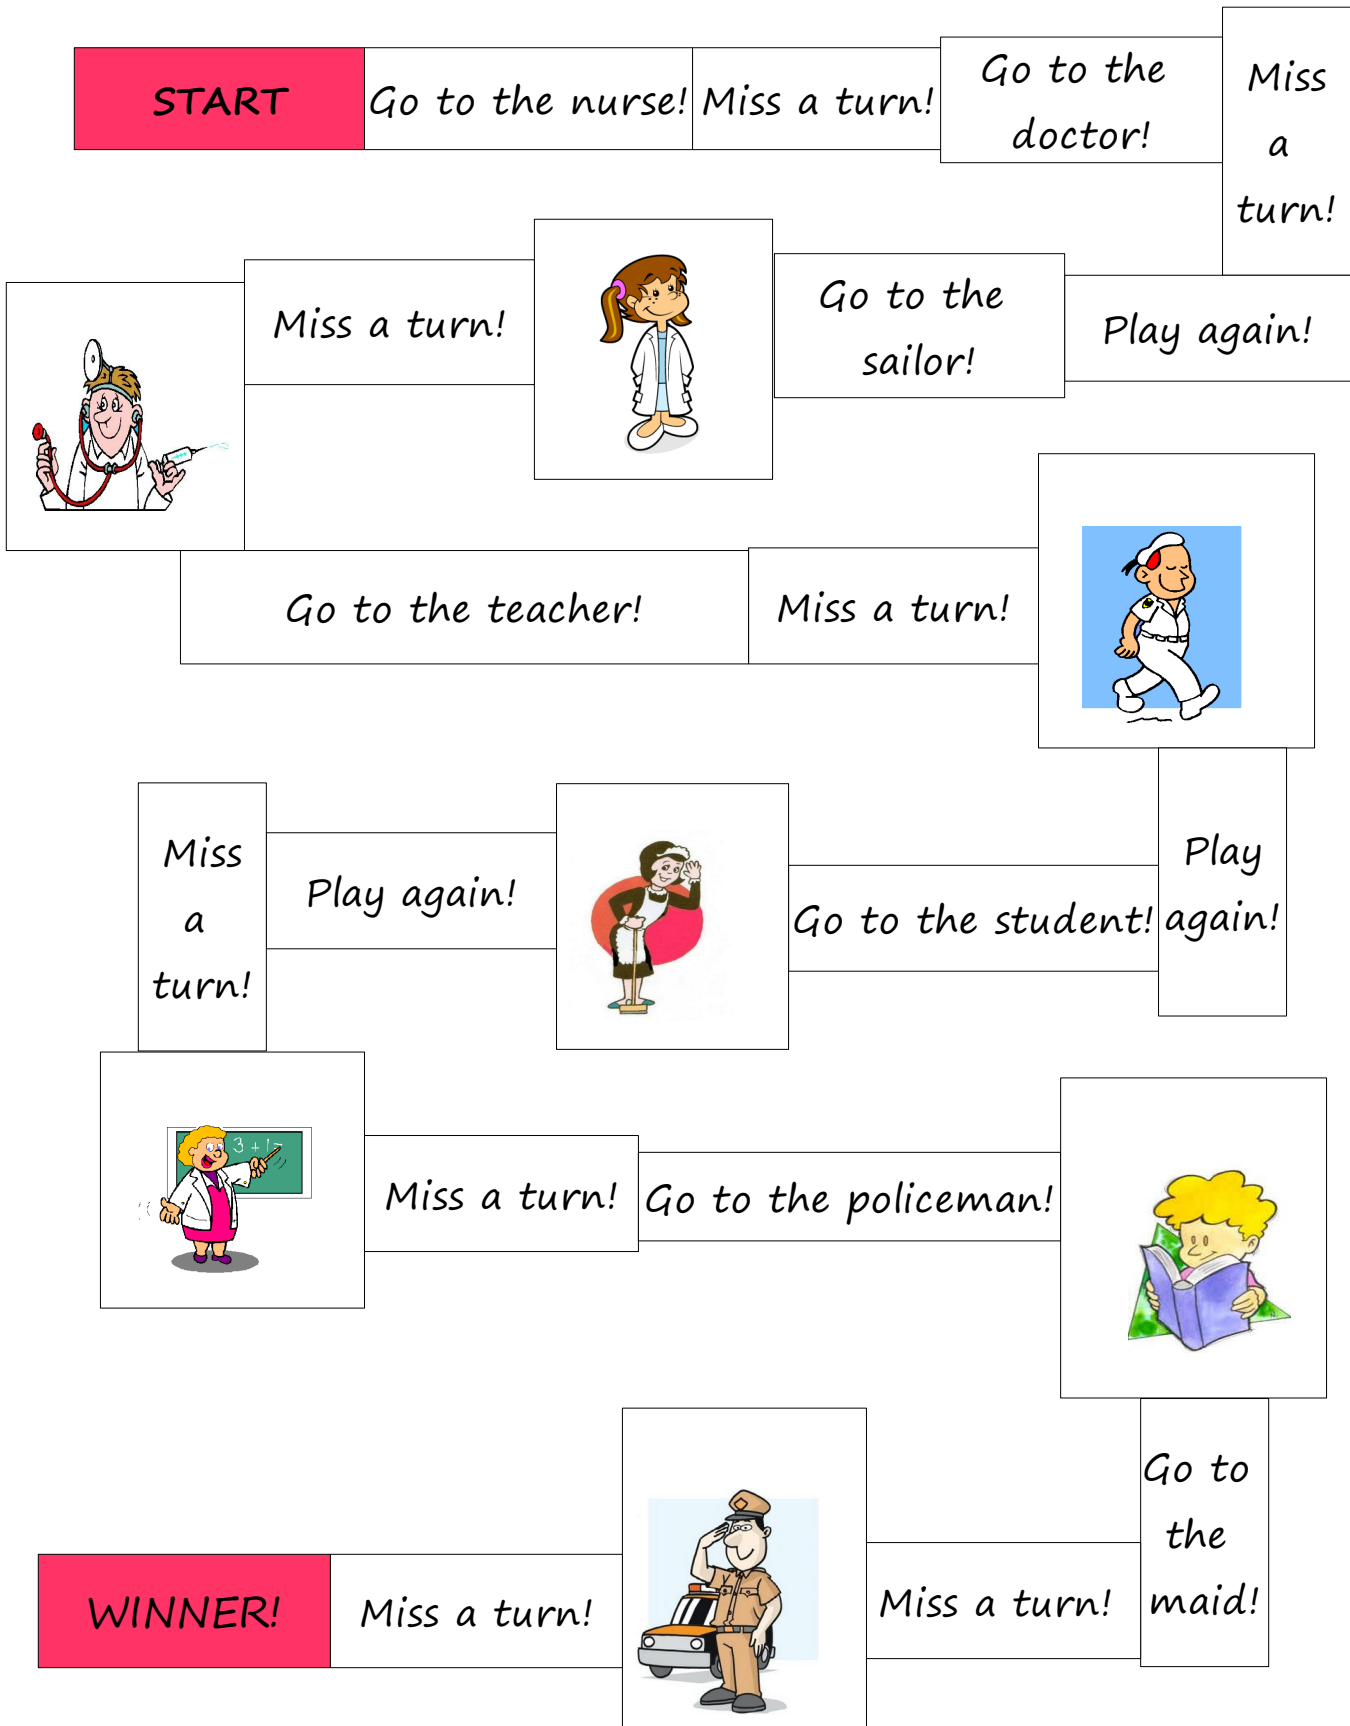 START
Go to the nurse!
Miss a turn!
Go to the
doctor!
Miss
a
turn!
Play again!
Go to the
sailor!
Miss a turn!
Go to the teacher!
Miss a turn!
Play
again!
Go to the student!
Play again!
Miss
a
turn!
3 + 1 =
Miss a turn!
Go to the policeman!
Go to
the
maid!
Miss a turn!
Miss a turn!
WINNER!